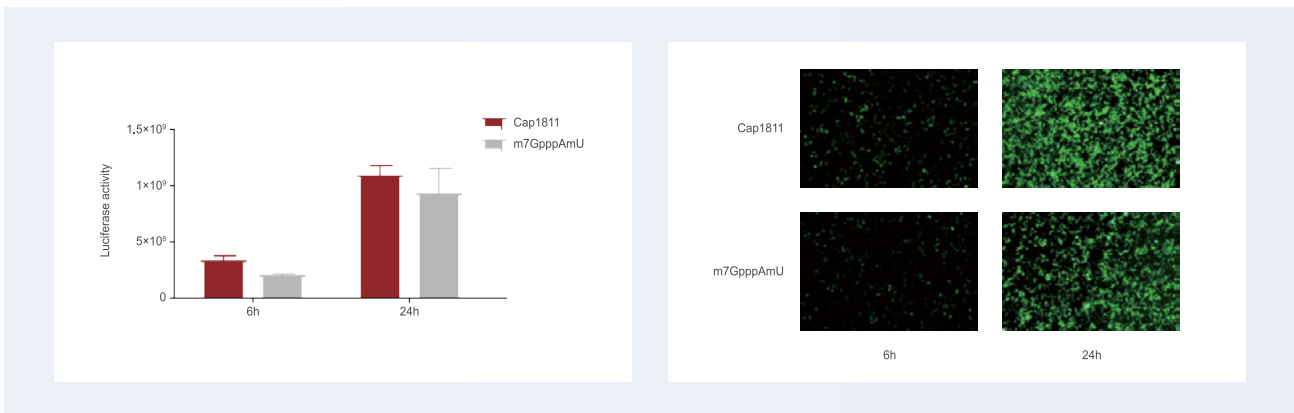 Luciferase activity
1.5×10⁹
1×10⁹
5×10⁸
0
6h
24h
Cap1811
m7GpppAmU
Cap1811
m7GpppAmU
6h
24h